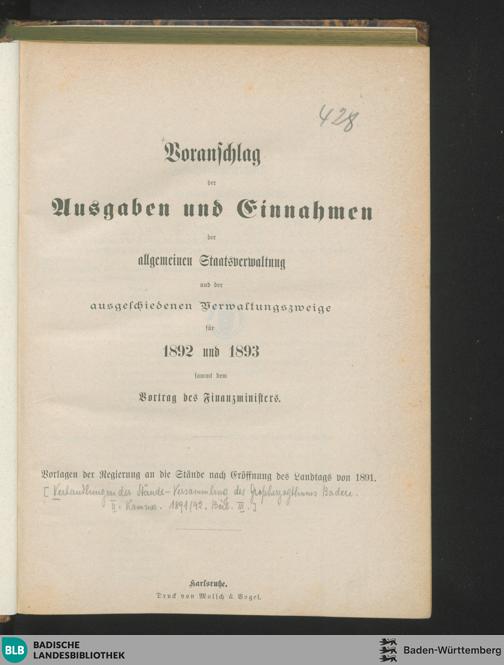 428
Voranschlag
der
Ausgaben und Einnahmen
der
allgemeinen Staatsverwaltung
und der
ausgeschiedenen Verwaltungszweige
für
1892 und 1893
sammt dem
Vortrag des Finanzministers.
Vorlagen der Regierung an die Stände nach Eröffnung des Landtags von 1891.
[Verhandlungen der Stände-Versammlung des Großherzogthums Baden.
II. Kammer. 1891/92. Beil. III.]
Karlsruhe.
Druck von Malsch & Vogel.
BLB BADISCHE
LANDESBIBLIOTHEK
Baden-Württemberg